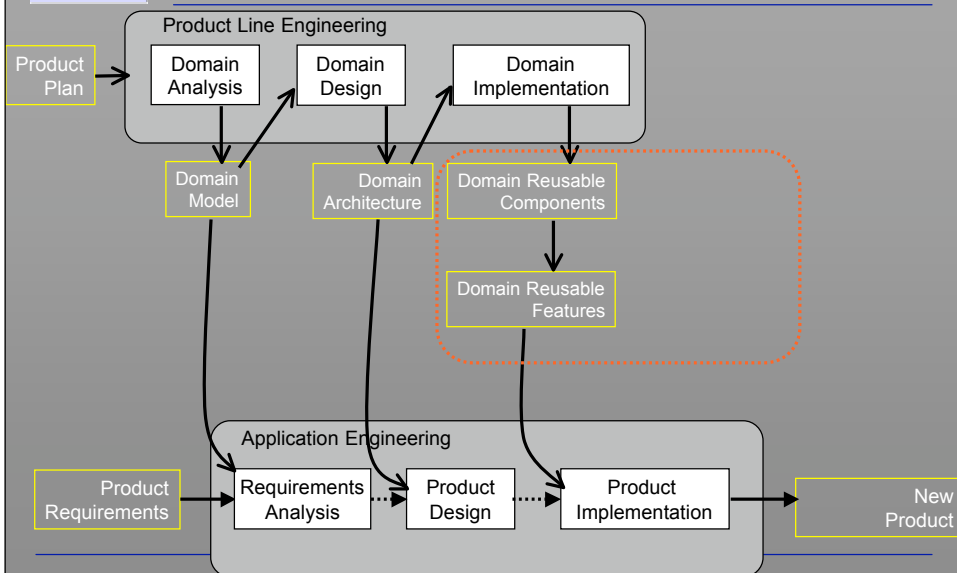 Product Line Engineering
Product
Plan
Domain
Analysis
Domain
Design
Domain
Implementation
Domain
Model
Domain
Architecture
Domain Reusable
Components
Domain Reusable
Features
Application Engineering
Product
Requirements
Requirements
Analysis
Product
Design
Product
Implementation
New
Product